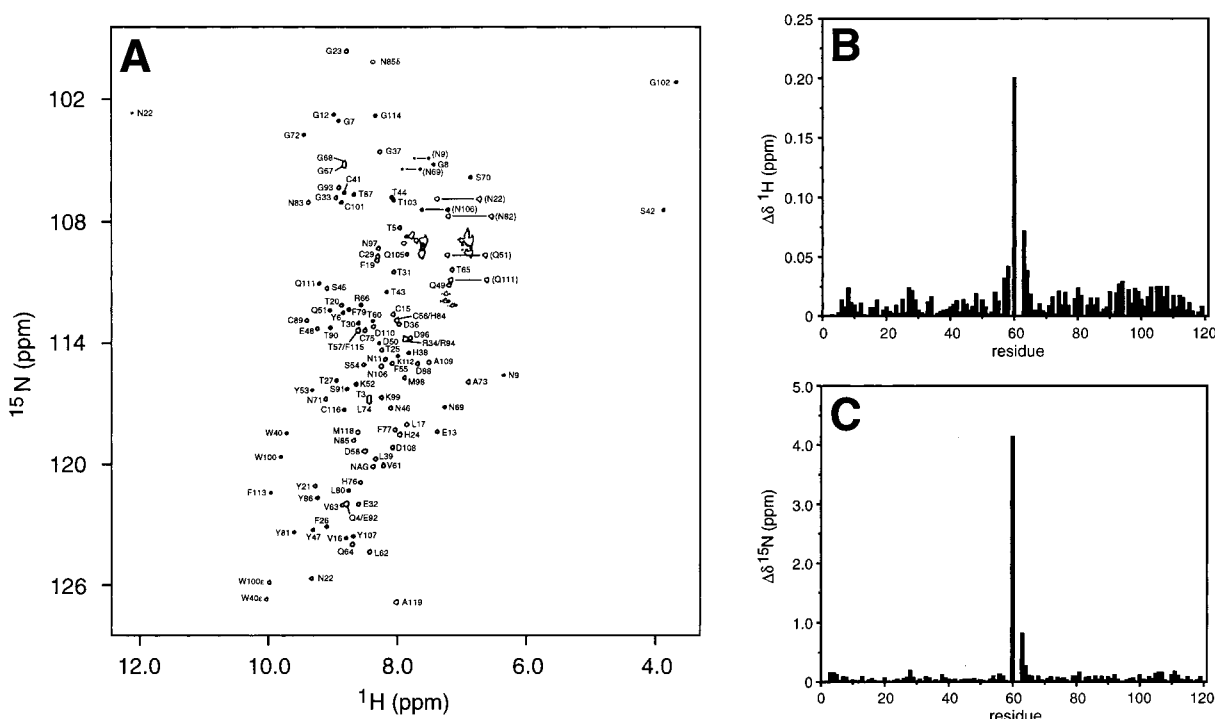 A
G23
N85δ
G102
N22
G12
G7
G114
G72
G37
(N9)
G8
(N69)
G68
G67
C41
S70
G93
T87
T44
(N22)
G33
T103
N83
C101
(N106)
(N82)
S42
T5
N97
C29
F19
Q105
(Q51)
T31
T65
Q49
(Q111)
Q111
S45
T43
T20
R66
Q51
Y6
F79
T60
C15
C56/H84
C89
E48
T30
D36
T90
C75
D110
D96
T57/F115
D50
R34/R94
T25
H38
N11
K112
A109
S54
F55
D88
N106
N9
T27
K52
M98
A73
Y53
S91
T3
K99
N71
L74
N46
N69
C116
L17
W40
M118
F77
E13
N85
H24
W100
D58
D108
L39
NAG
V61
Y21
H76
F113
L80
Y86
V63
E32
F26
Q4/E92
Y81
Y47
V16
Y107
Q64
L62
N22
W100ε
W40ε
A119
102
108
114
120
126
15N (ppm)
12.0 10.0 8.0 6.0 4.0
1H (ppm)
B
0.25
0.20
0.15
0.10
0.05
0
Δδ 1H (ppm)
0 20 40 60 80 100 120
residue
C
5.0
4.0
3.0
2.0
1.0
0
Δδ 15N (ppm)
0 20 40 60 80 100 120
residue